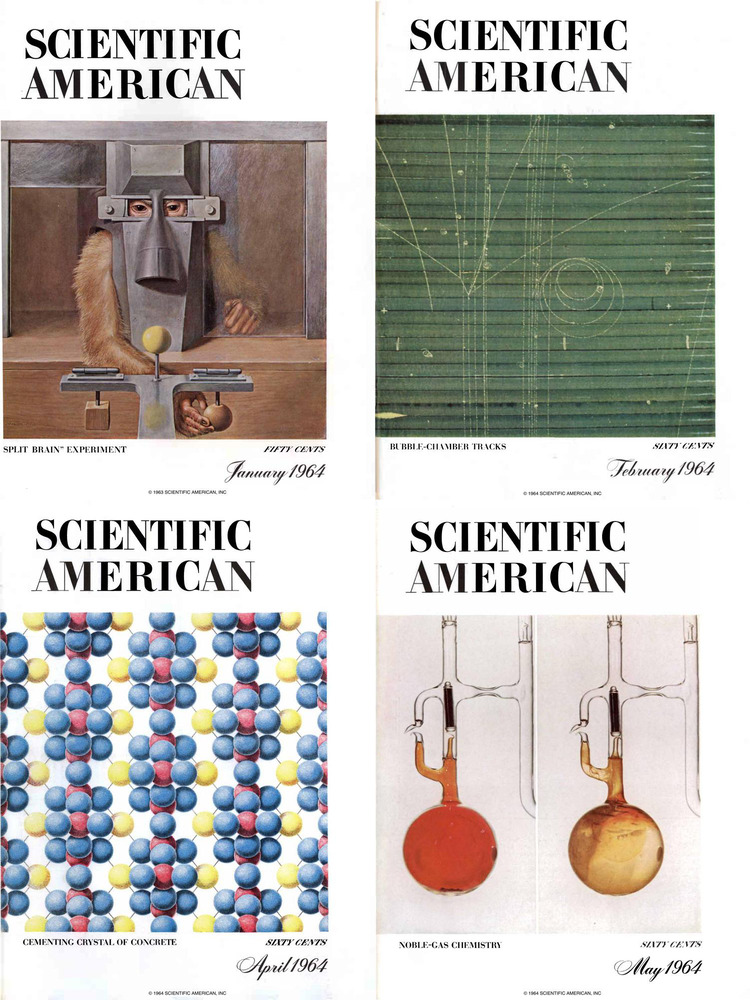 SCIENTIFIC
AMERICAN
SPLIT BRAIN" EXPERIMENT
FIFTY CENTS
January 1964
© 1963 SCIENTIFIC AMERICAN, INC
SCIENTIFIC
AMERICAN
BUBBLE-CHAMBER TRACKS
SIXTY CENTS
February 1964
© 1964 SCIENTIFIC AMERICAN, INC
SCIENTIFIC
AMERICAN
CEMENTING CRYSTAL OF CONCRETE
SIXTY CENTS
April 1964
© 1964 SCIENTIFIC AMERICAN, INC
SCIENTIFIC
AMERICAN
NOBLE-GAS CHEMISTRY
SIXTY CENTS
May 1964
© 1964 SCIENTIFIC AMERICAN, INC